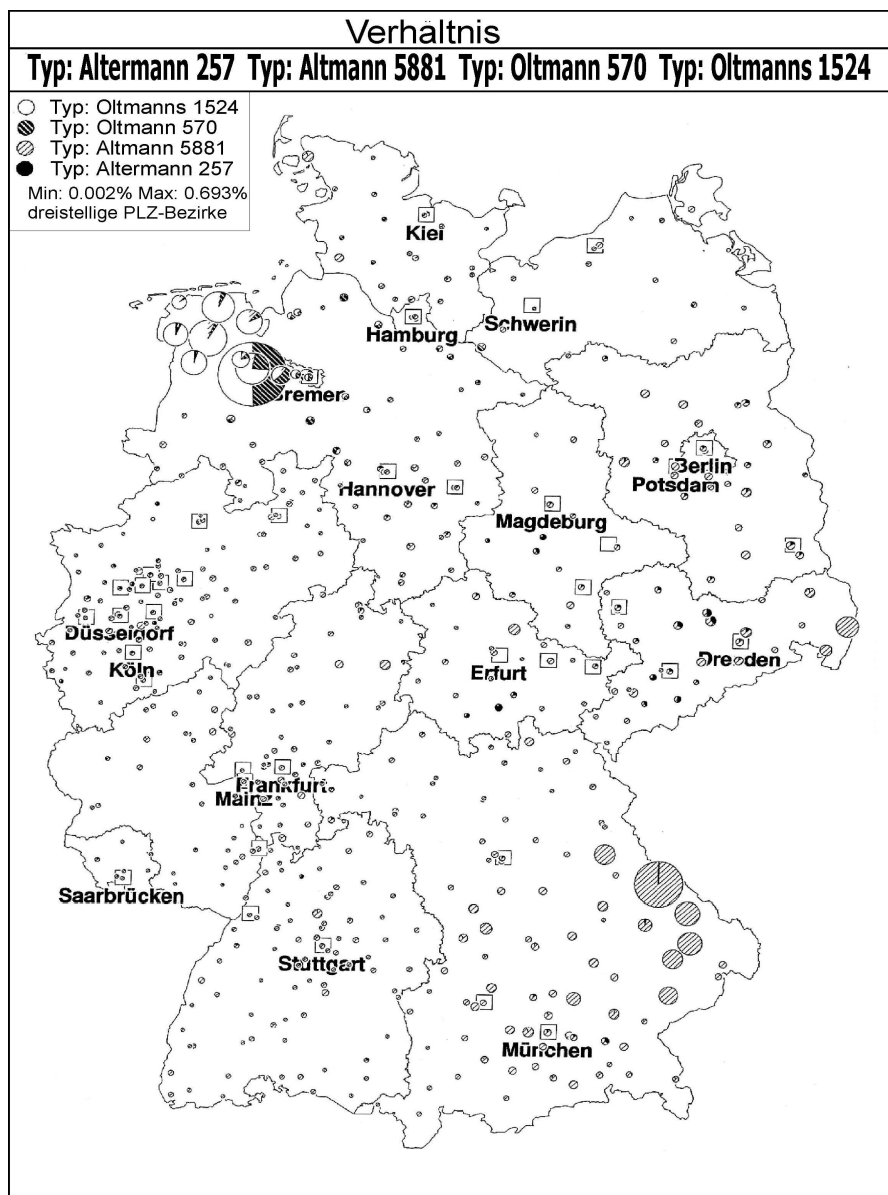 Verhältnis
Typ: Altermann 257 Typ: Altmann 5881 Typ: Oltmann 570 Typ: Oltmanns 1524
Typ: Oltmanns 1524
Typ: Oltmann 570
Typ: Altmann 5881
Typ: Altermann 257
Min: 0.002% Max: 0.693%
dreistellige PLZ-Bezirke
Kiel
Hamburg
Schwerin
Bremen
Hannover
Berlin
Potsdam
Magdeburg
Düsseldorf
Köln
Erfurt
Dresden
Frankfurt
Mainz
Saarbrücken
Stuttgart
München